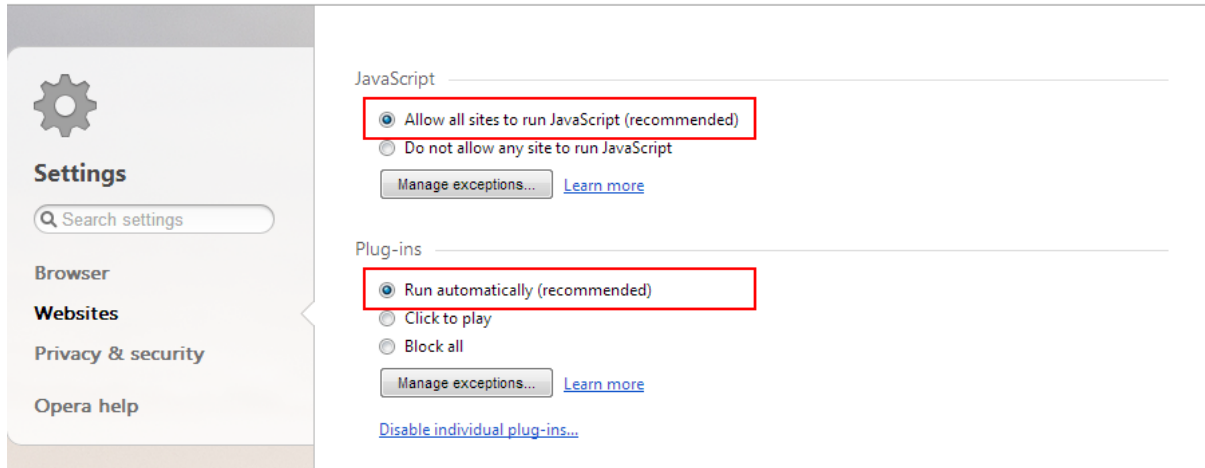 Settings
Search settings
Browser
Websites
Privacy & security
Opera help
JavaScript
Allow all sites to run JavaScript (recommended)
Do not allow any site to run JavaScript
Manage exceptions... Learn more
Plug-ins
Run automatically (recommended)
Click to play
Block all
Manage exceptions... Learn more
Disable individual plug-ins...